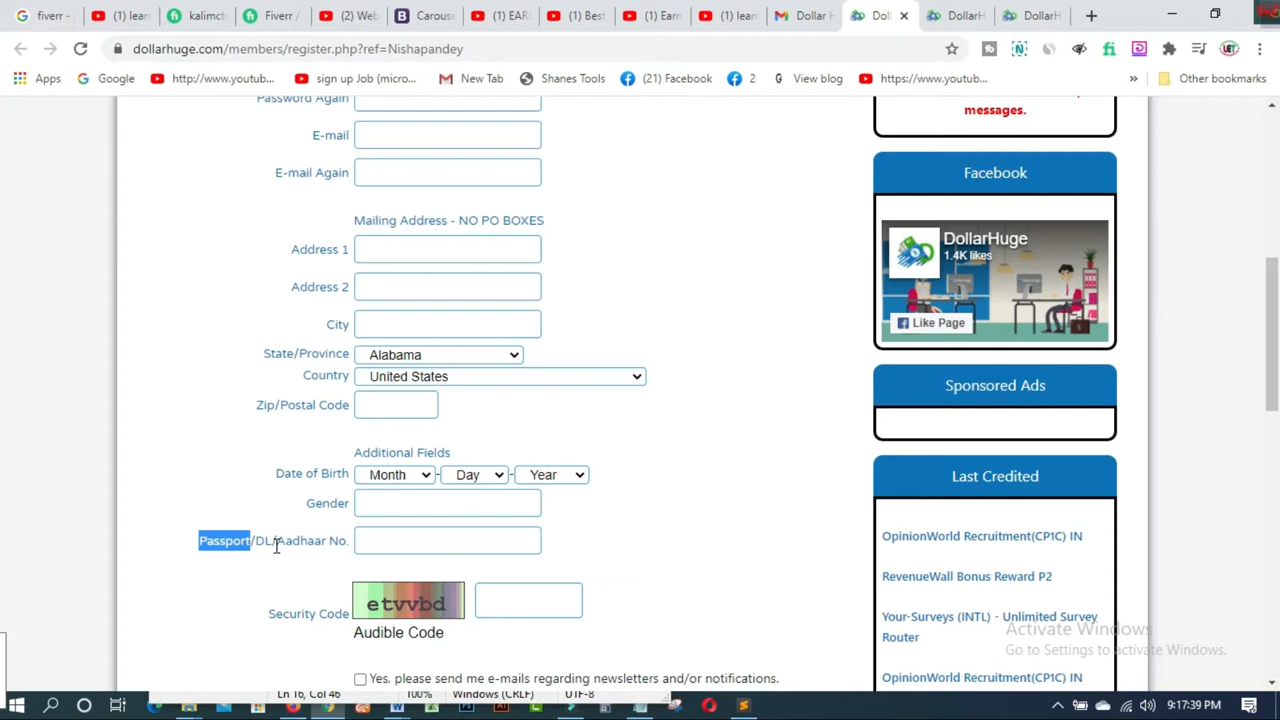 fiverr -
(1) learn
kalimct
Fiverr /
(2) Web
Carous
(1) EARI
(1) Best
(1) Earn
(1) lear
Dollar
Doll
DollarH
DollarH
dollarhuge.com/members/register.php?ref=Nishapandey
Apps
Google
http://www.youtub...
sign up Job (micro...
New Tab
Shanes Tools
(21) Facebook
2
View blog
https://www.youtub...
»
Other bookmarks
Password Again
E-mail
E-mail Again
Mailing Address - NO PO BOXES
Address 1
Address 2
City
State/Province Alabama
Country United States
Zip/Postal Code
Additional Fields
Date of Birth Month - Day - Year
Gender
Passport/DL/Aadhaar No.
Security Code etvvbd
Audible Code
Yes, please send me e-mails regarding newsletters and/or notifications.
messages.
Facebook
DollarHuge
1.4K likes
Like Page
Sponsored Ads
Last Credited
OpinionWorld Recruitment(CP1C) IN
RevenueWall Bonus Reward P2
Your-Surveys (INTL) - Unlimited Survey
Router
OpinionWorld Recruitment(CP1C) IN
Activate Windows
Go to Settings to activate Windows.
Ln 16, Col 46
100%
Windows (CRLF)
UTF-8
9:17:39 PM